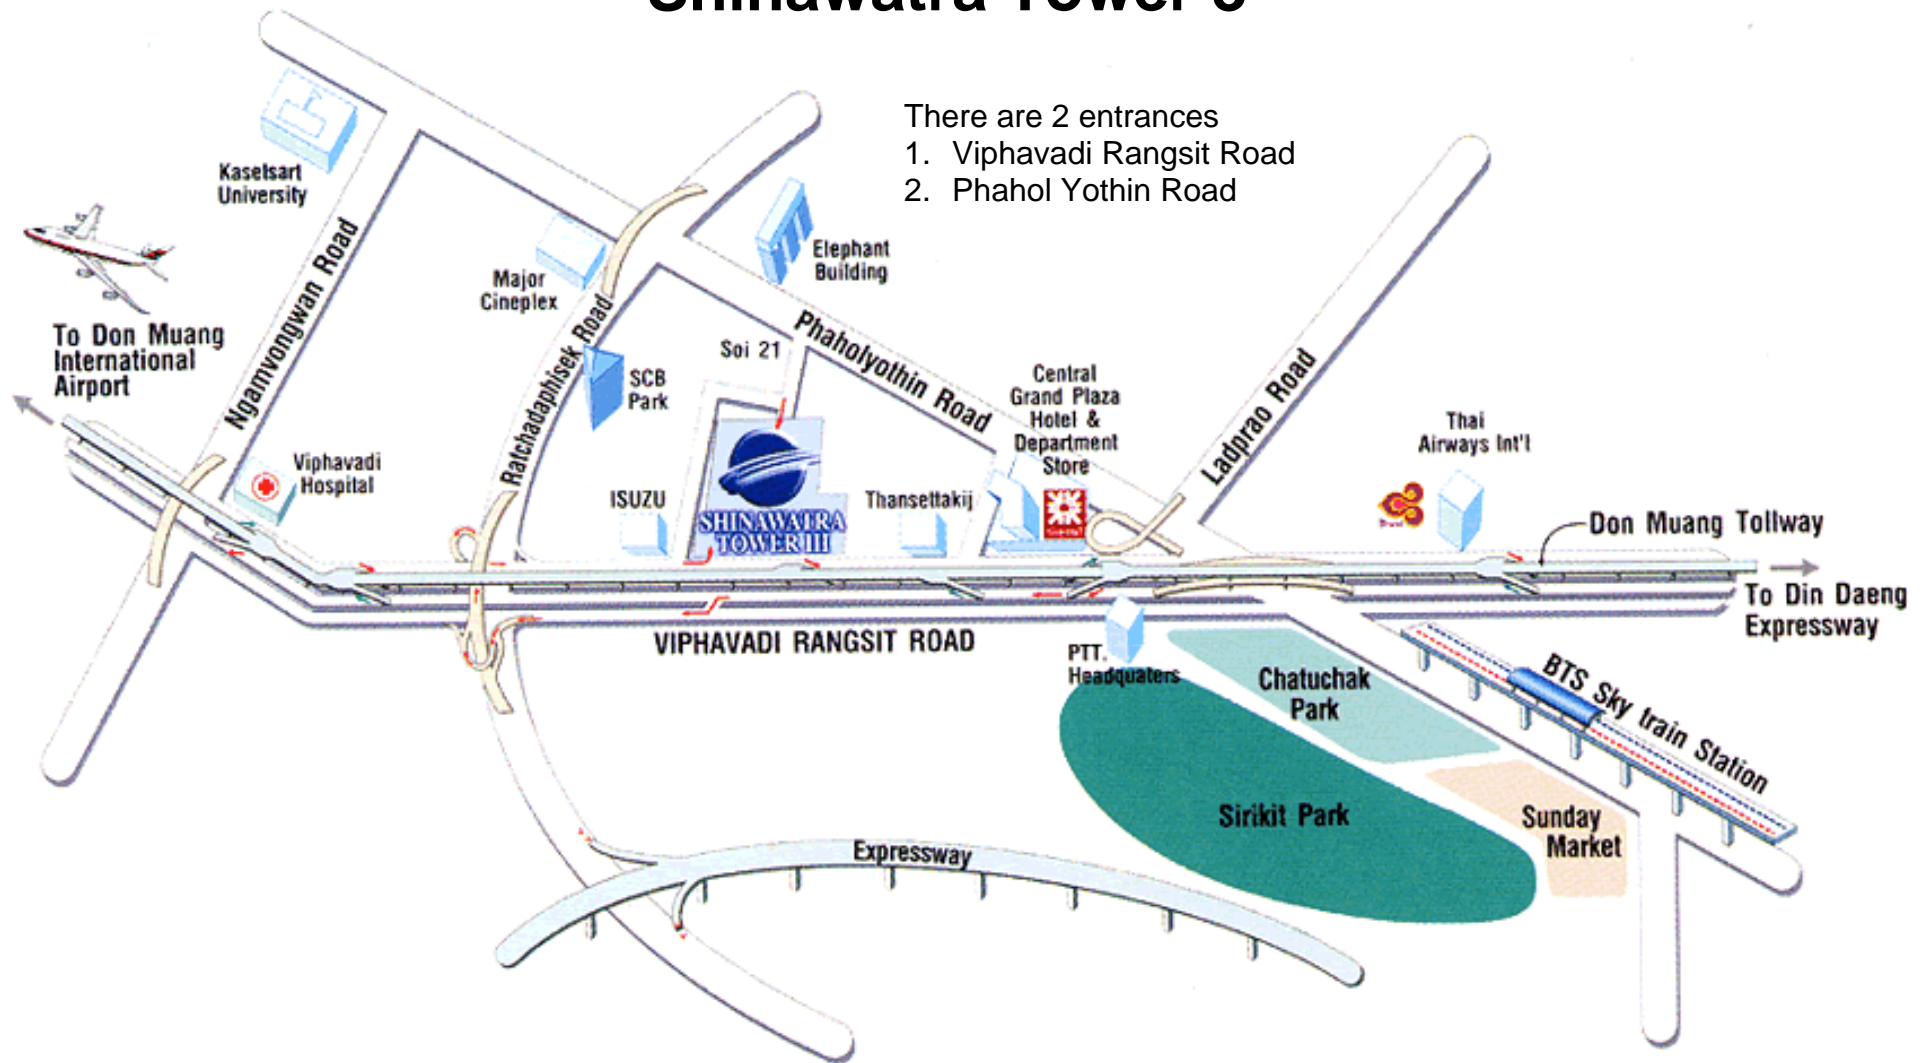 Shinawatra Tower 3
There are 2 entrances
1. Viphavadi Rangsit Road
2. Phahol Yothin Road
Kasetsart
University
Ngamvongwan Road
To Don Muang
International
Airport
Major
Cineplex
Elephant
Building
Ratchadaphisek Road
Soi 21
Phaholyothin Road
SCB
Park
Central
Grand Plaza
Hotel &
Department
Store
Ladprao Road
Thai
Airways Int'l
Viphavadi
Hospital
ISUZU
SHINAWATRA
TOWER III
Thansettakij
Don Muang Tollway
To Din Daeng
Expressway
VIPHAVADI RANGSIT ROAD
PTT.
Headquaters
Chatuchak
Park
BTS Sky train Station
Sirikit Park
Sunday
Market
Expressway